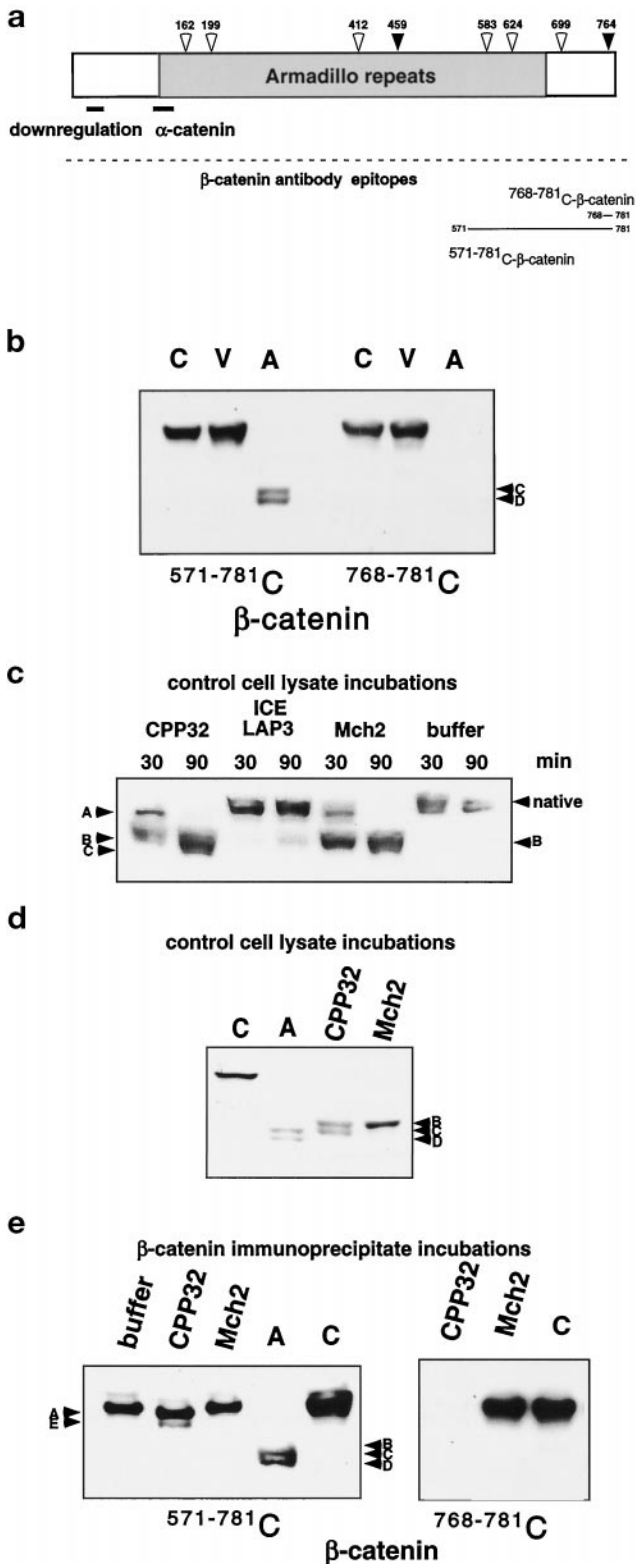 a
162 199 412 459 583 624 699 764
Armadillo repeats
downregulation α-catenin
β-catenin antibody epitopes
768-781C-β-catenin
768 781
571 781
571-781C-β-catenin
b
C V A C V A
C
D
571-781C 768-781C
β-catenin
c
control cell lysate incubations
ICE
CPP32 LAP3 Mch2 buffer
30 90 30 90 30 90 30 90 min
native
A
B B
C
d
control cell lysate incubations
C A CPP32 Mch2
B
C
D
e
β-catenin immunoprecipitate incubations
buffer CPP32 Mch2 A C CPP32 Mch2 C
A
E
B
C
D
571-781C 768-781C
β-catenin